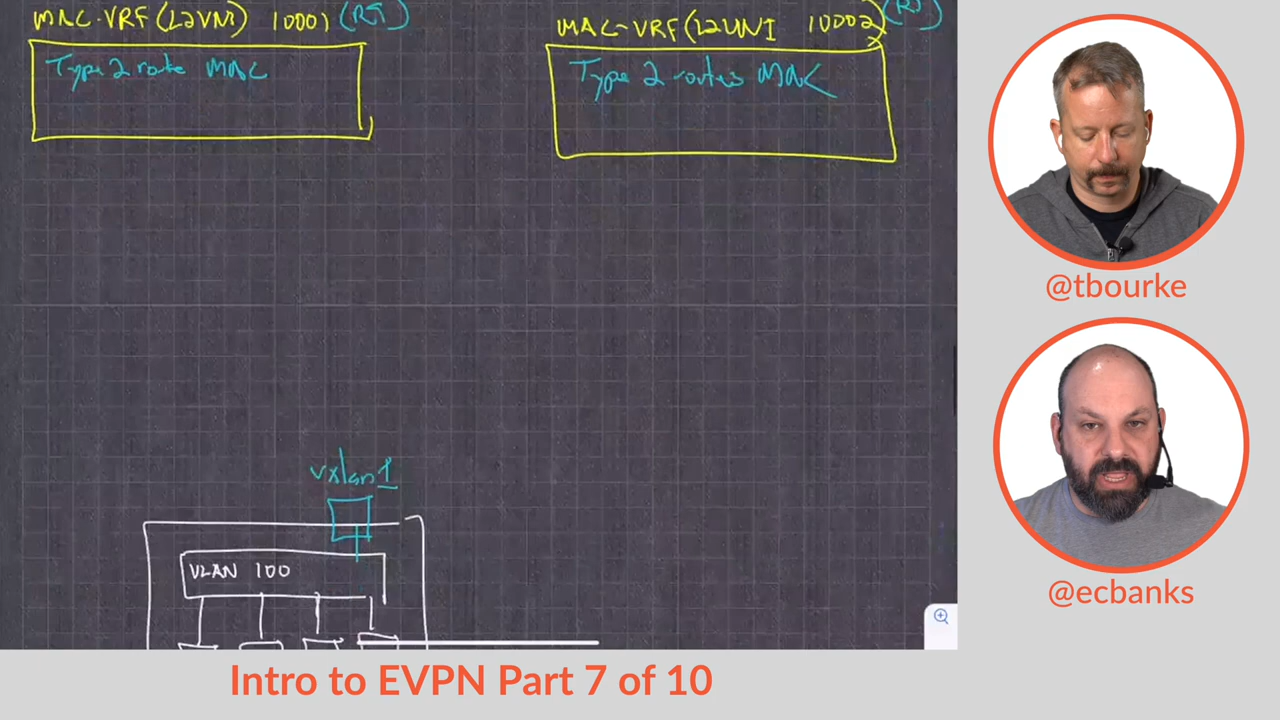 MAC-VRF(L2VNI) 10001 (RT)
Type 2 route MAC
MAC-VRF(L2VNI 10002) (RT)
Type 2 routes MAC
vxlan1
VLAN 100
@tbourke
@ecbanks
Intro to EVPN Part 7 of 10